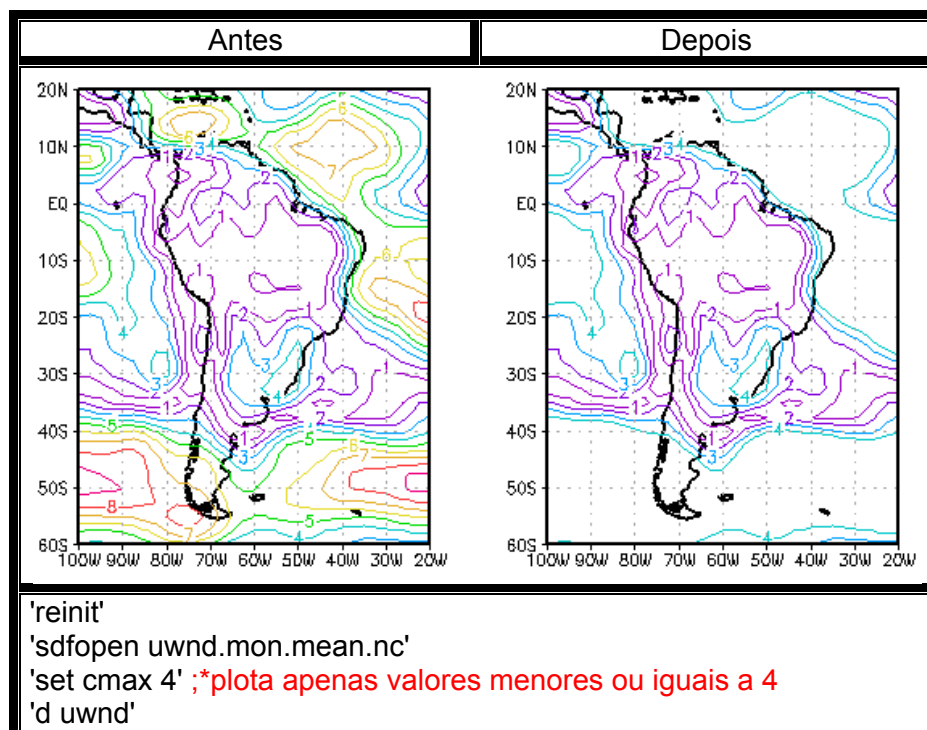 Antes
Depois
20N
10N
EQ
10S
20S
30S
40S
50S
60S
100W 90W 80W 70W 60W 50W 40W 30W 20W
20N
10N
EQ
10S
20S
30S
40S
50S
60S
100W 90W 80W 70W 60W 50W 40W 30W 20W
'reinit'
'sdfopen uwnd.mon.mean.nc'
'set cmax 4' ;*plota apenas valores menores ou iguais a 4
'd uwnd'